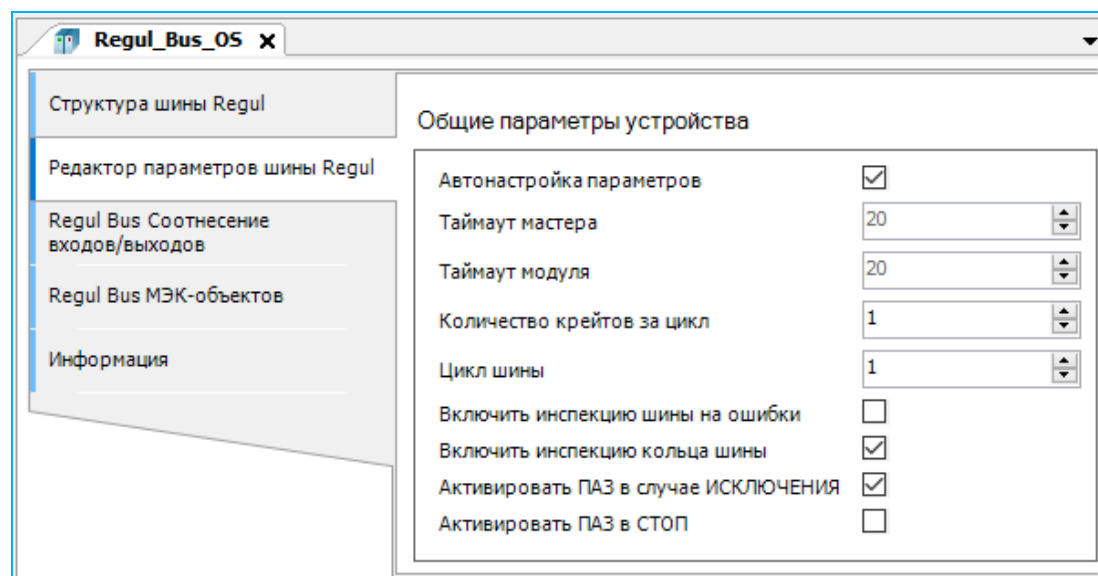 Regul_Bus_OS
Структура шины Regul
Редактор параметров шины Regul
Regul Bus Соотнесение
входов/выходов
Regul Bus МЭК-объектов
Информация
Общие параметры устройства
Автонастройка параметров
Таймаут мастера 20
Таймаут модуля 20
Количество крейтов за цикл 1
Цикл шины 1
Включить инспекцию шины на ошибки
Включить инспекцию кольца шины
Активировать ПАЗ в случае ИСКЛЮЧЕНИЯ
Активировать ПАЗ в СТОП